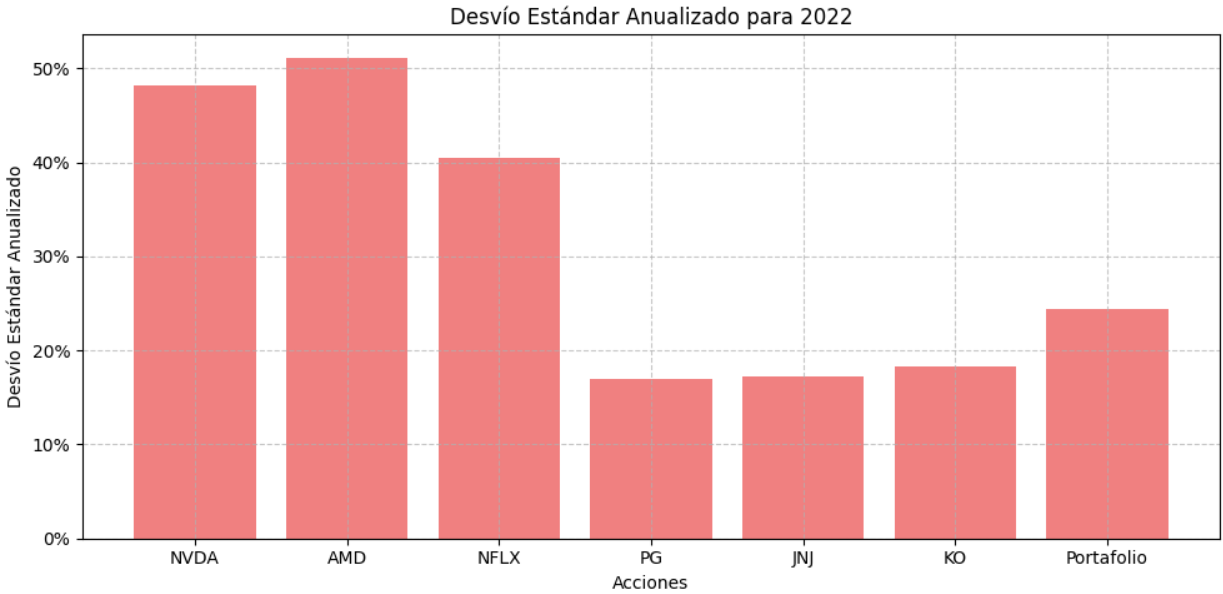 Desvío Estándar Anualizado para 2022
Desvío Estándar Anualizado
50%
40%
30%
20%
10%
0%
NVDA
AMD
NFLX
PG
JNJ
KO
Portafolio
Acciones